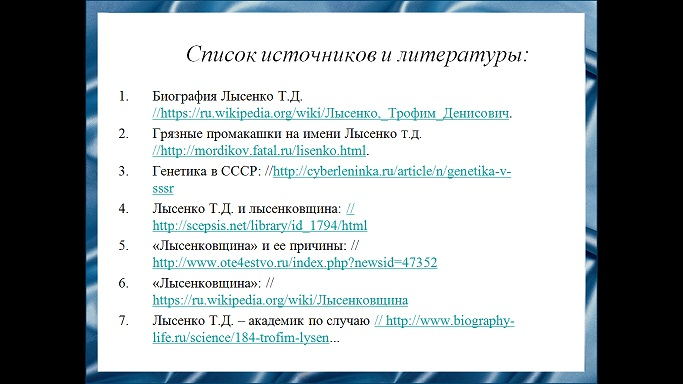 Список источников и литературы:
1. Биография Лысенко Т.Д.
//https://ru.wikipedia.org/wiki/Лысенко,_Трофим_Денисович.
2. Грязные промакашки на имени Лысенко т.д.
//http://mordikov.fatal.ru/lisenko.html.
3. Генетика в СССР: //http://cyberleninka.ru/article/n/genetika-v-
sssr
4. Лысенко Т.Д. и лысенковщина: //
http://scepsis.net/library/id_1794/html
5. «Лысенковщина» и ее причины: //
http://www.ote4estvo.ru/index.php?newsid=47352
6. «Лысенковщина»: //
https://ru.wikipedia.org/wiki/Лысенковщина
7. Лысенко Т.Д. – академик по случаю // http://www.biography-
life.ru/science/184-trofim-lysen...